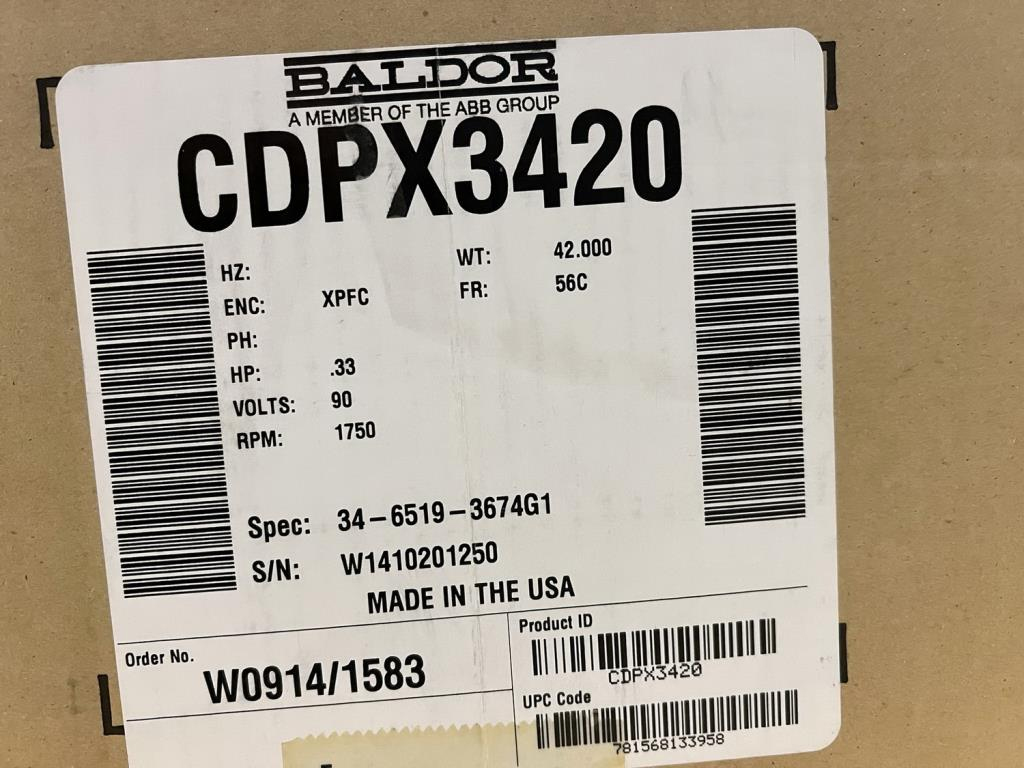 BALDOR
A MEMBER OF THE ABB GROUP
CDPX3420
HZ:
WT: 42.000
ENC: XPFC
FR: 56C
PH:
HP: .33
VOLTS: 90
RPM: 1750
Spec: 34-6519-3674G1
S/N: W1410201250
MADE IN THE USA
Order No.
W0914/1583
Product ID
CDPX3420
UPC Code
781568133958